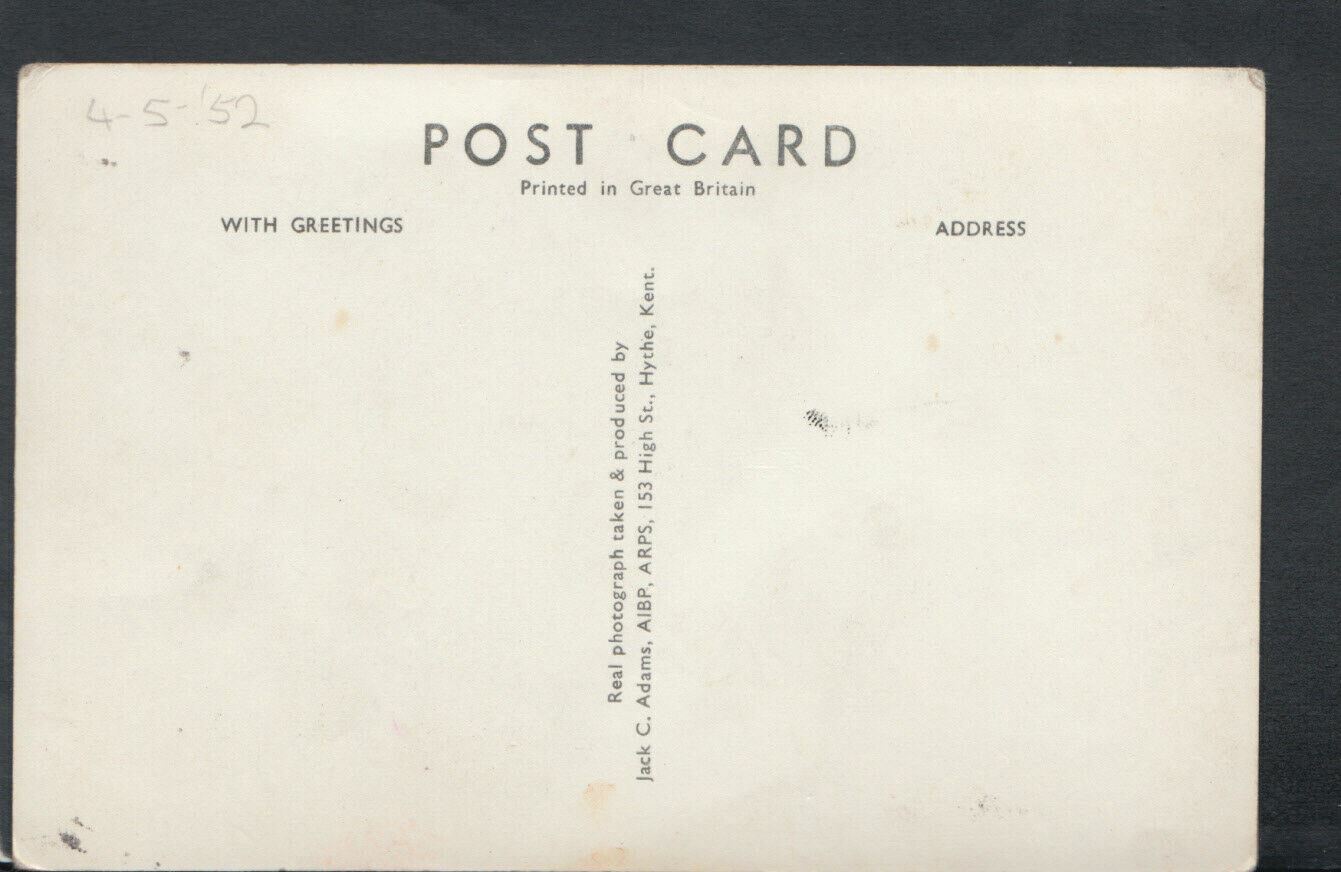 4-5-'52
POST CARD
Printed in Great Britain
WITH GREETINGS
ADDRESS
Real photograph taken & produced by
Jack C. Adams, AIBP, ARPS, 153 High St., Hythe, Kent.